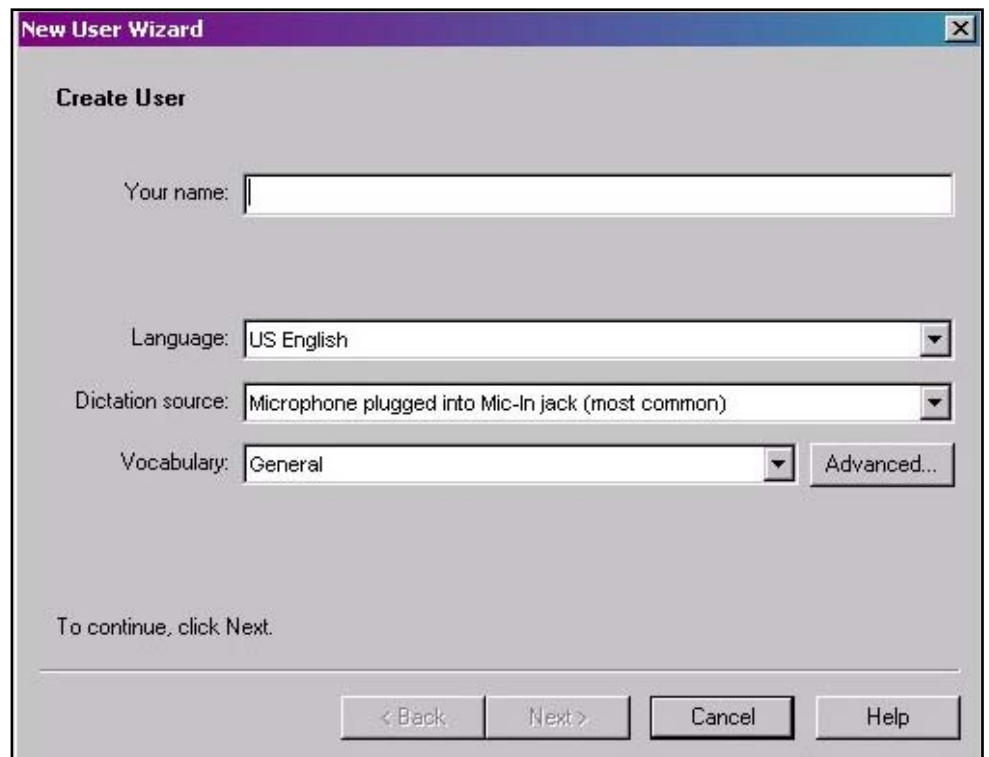 New User Wizard
Create User
Your name:
Language: US English
Dictation source: Microphone plugged into Mic-In jack (most common)
Vocabulary: General Advanced...
To continue, click Next.
< Back Next > Cancel Help